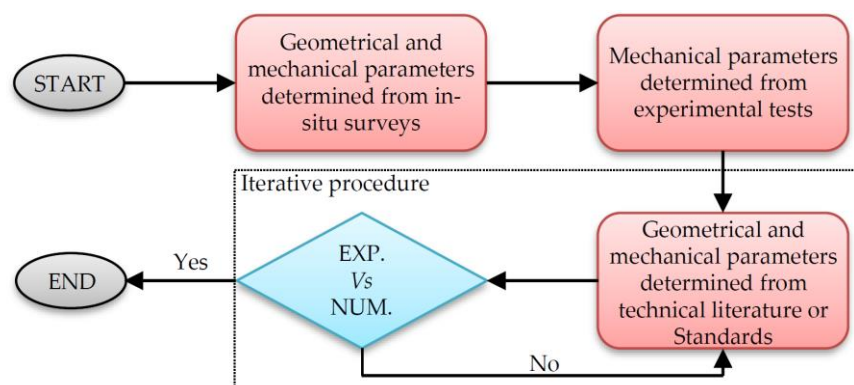 START
Geometrical and
mechanical parameters
determined from in-
situ surveys
Mechanical parameters
determined from
experimental tests
Iterative procedure
Geometrical and
mechanical parameters
determined from
technical literature or
Standards
EXP.
Vs
NUM.
Yes
END
No